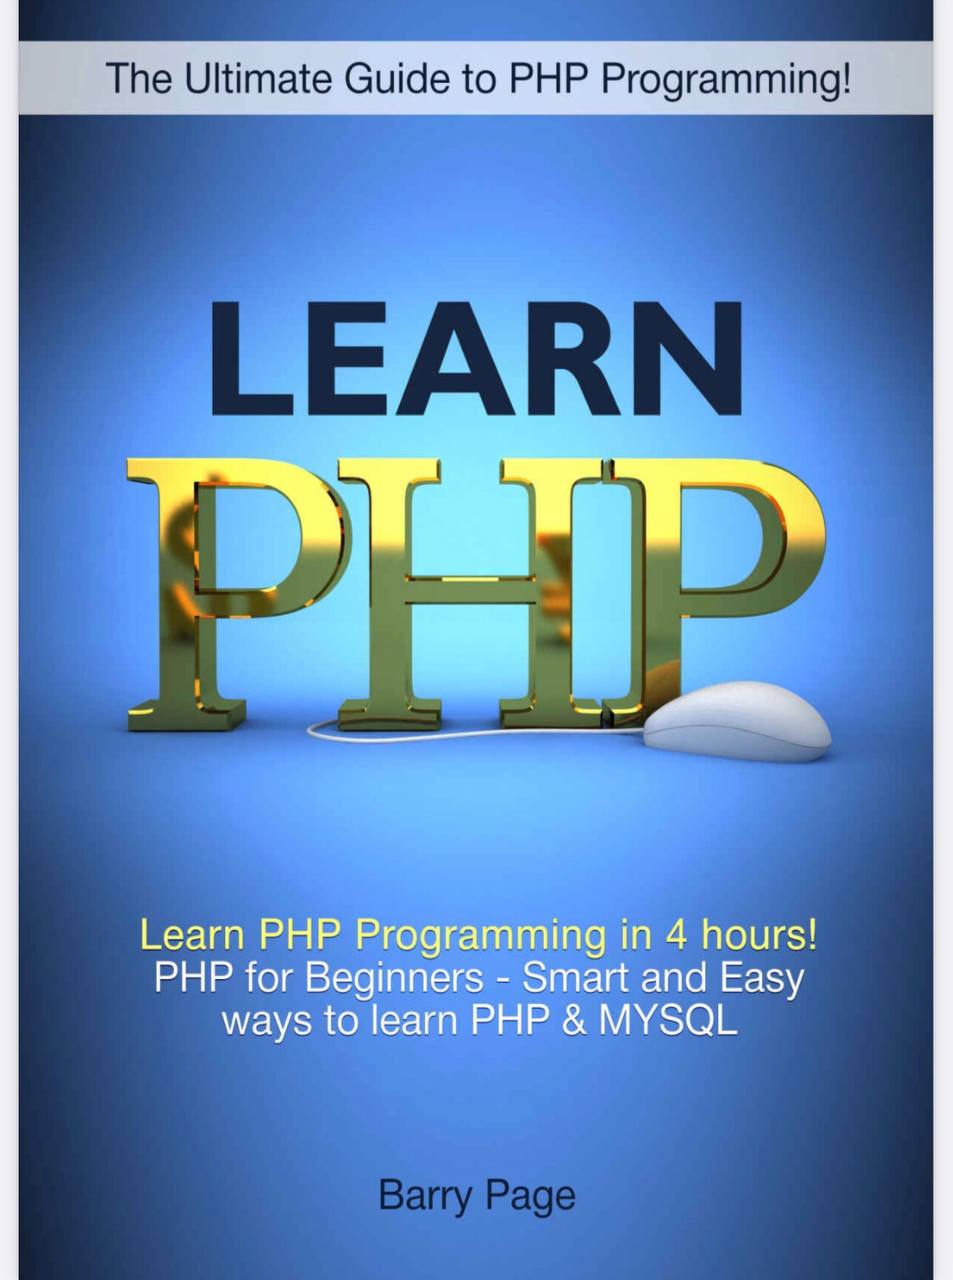 The Ultimate Guide to PHP Programming!
LEARN
PHP
Learn PHP Programming in 4 hours!
PHP for Beginners - Smart and Easy
ways to learn PHP & MYSQL
Barry Page